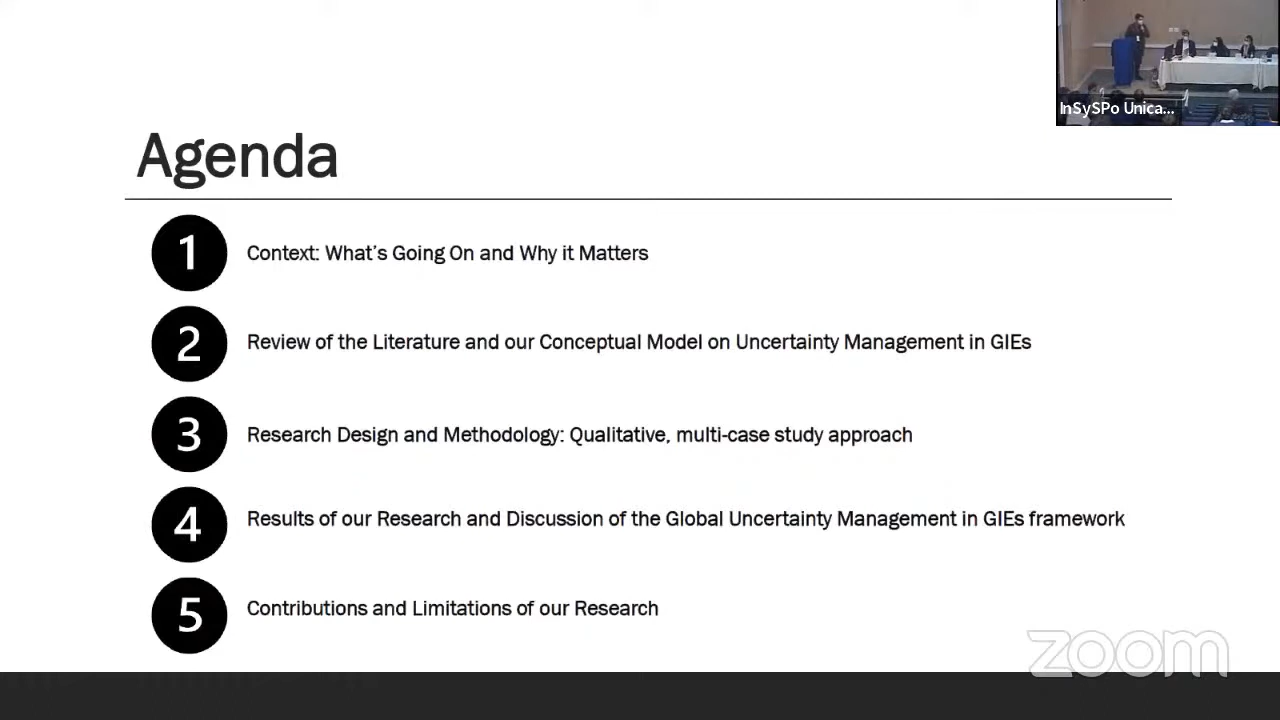 InSySPo Unica...
Agenda
1 Context: What's Going On and Why it Matters
2 Review of the Literature and our Conceptual Model on Uncertainty Management in GIEs
3 Research Design and Methodology: Qualitative, multi-case study approach
4 Results of our Research and Discussion of the Global Uncertainty Management in GIEs framework
5 Contributions and Limitations of our Research
zoom